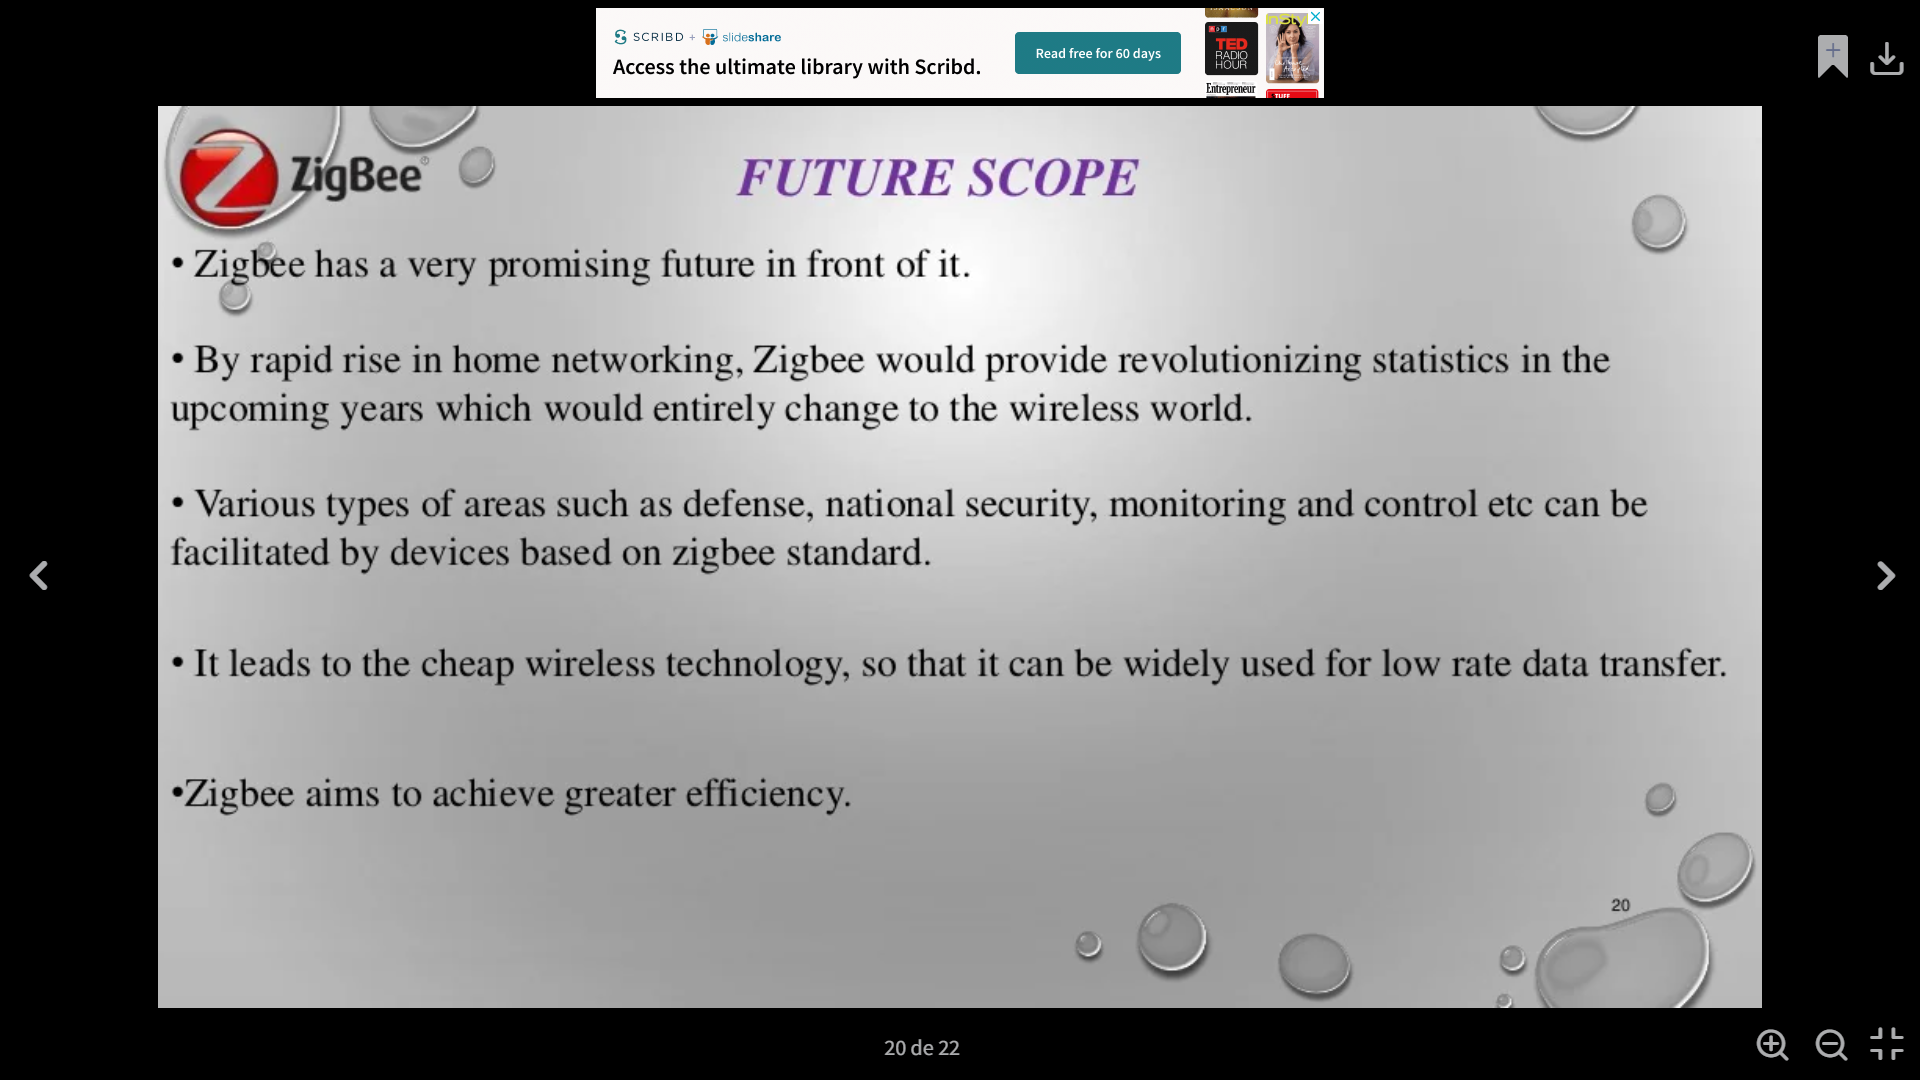 SCRIBD + slideshare
Access the ultimate library with Scribd.
Read free for 60 days
TED
RADIO
HOUR
InSty
Entrepreneur
ZigBee®
FUTURE SCOPE
• Zigbee has a very promising future in front of it.
• By rapid rise in home networking, Zigbee would provide revolutionizing statistics in the
upcoming years which would entirely change to the wireless world.
• Various types of areas such as defense, national security, monitoring and control etc can be
facilitated by devices based on zigbee standard.
• It leads to the cheap wireless technology, so that it can be widely used for low rate data transfer.
•Zigbee aims to achieve greater efficiency.
20
20 de 22